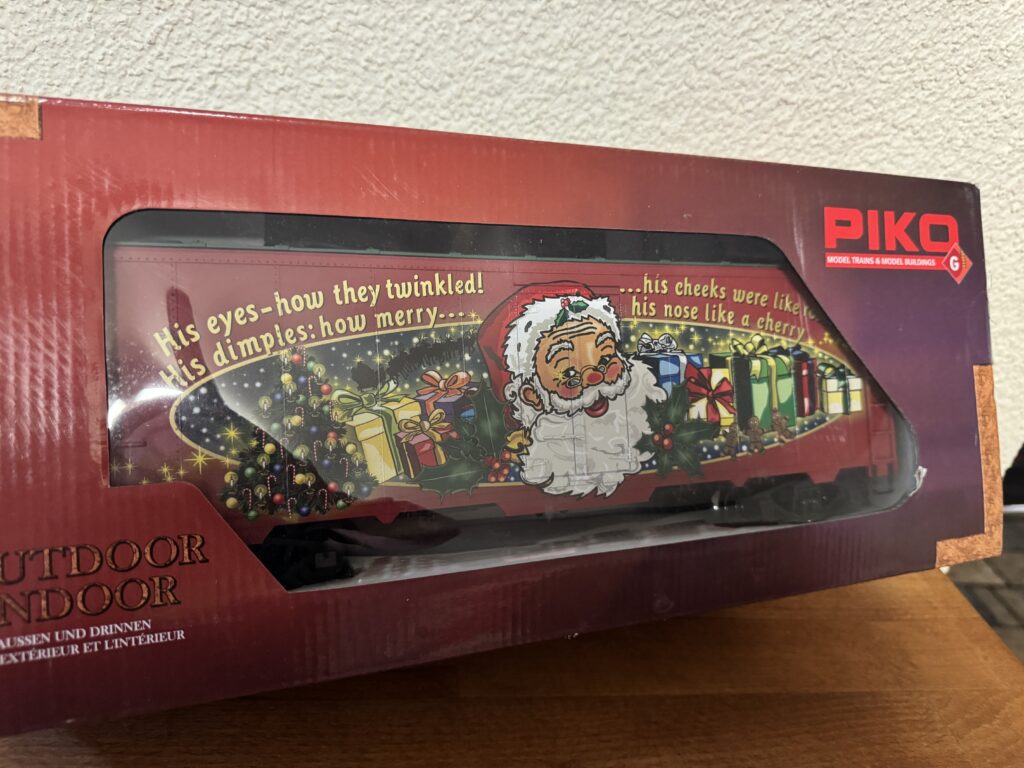 His eyes-how they twinkled!
His dimples: how merry...
...his cheeks were like
his nose like a cherry
PIKO
MODEL TRAINS & MODEL BUILDINGS
G
UTDOOR
NDOOR
AUSSEN UND DRINNEN
EXTÉRIEUR ET L'INTÉRIEUR